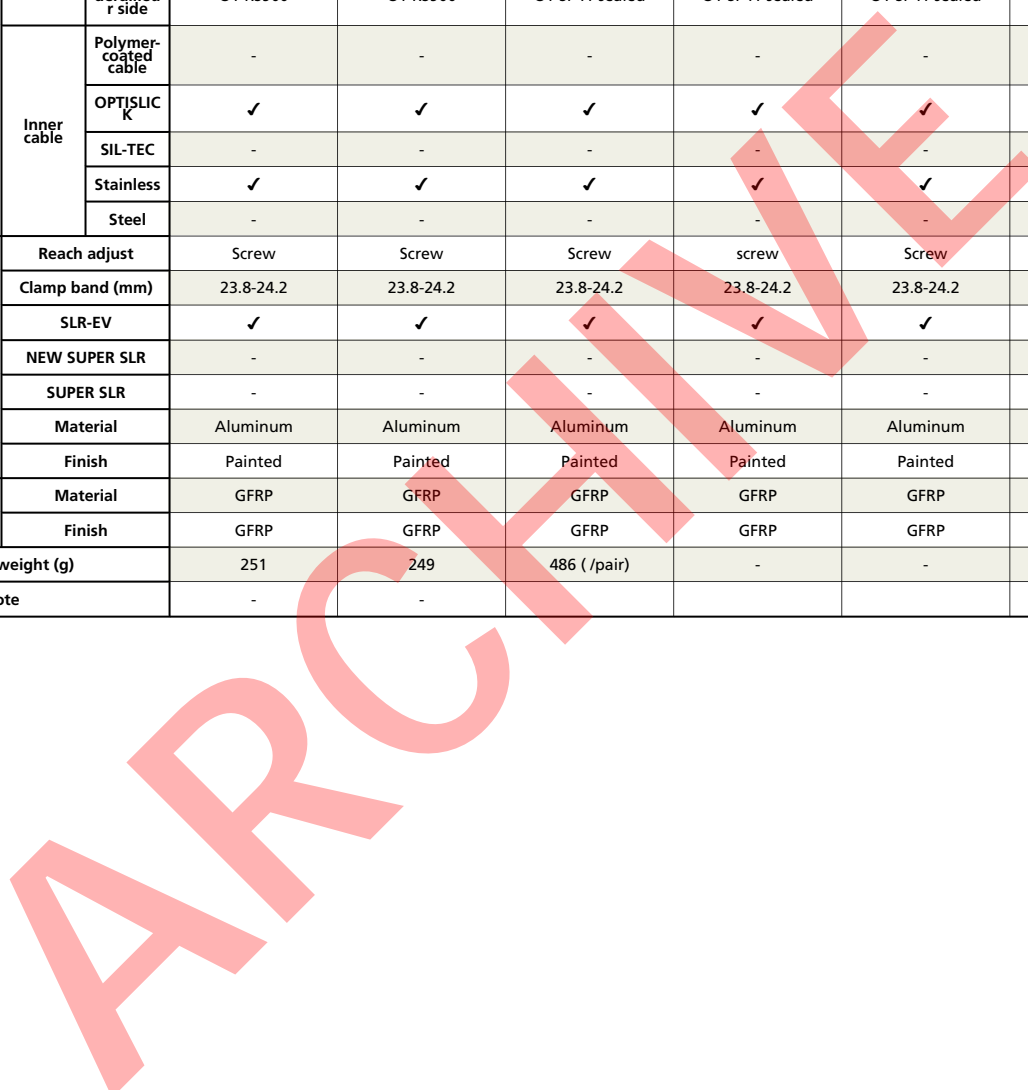 r side
Polymer-
coated
cable - - - - -
OPTISLIC
K ✓ ✓ ✓ ✓ ✓
Inner
cable
SIL-TEC - - - - -
Stainless ✓ ✓ ✓ ✓ ✓
Steel - - - - -
Reach adjust Screw Screw Screw screw Screw
Clamp band (mm) 23.8-24.2 23.8-24.2 23.8-24.2 23.8-24.2 23.8-24.2
SLR-EV ✓ ✓ ✓ ✓ ✓
NEW SUPER SLR - - - - -
SUPER SLR - - - - -
Material Aluminum Aluminum Aluminum Aluminum Aluminum
Finish Painted Painted Painted Painted Painted
Material GFRP GFRP GFRP GFRP GFRP
Finish GFRP GFRP GFRP GFRP GFRP
weight (g) 251 249 486 ( /pair) - -
ote - -
ARCHIVE